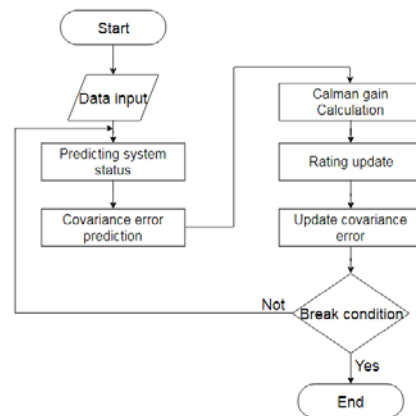 Start
Data input
Predicting system
status
Covariance error
prediction
Calman gain
Calculation
Rating update
Update covariance
error
Break condition
Not
Yes
End